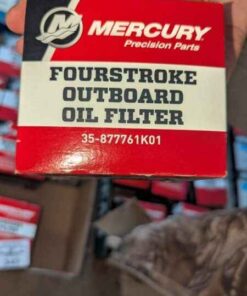 MERCURY
Precision Parts
FOURSTROKE
OUTBOARD
OIL FILTER
35-877761K01